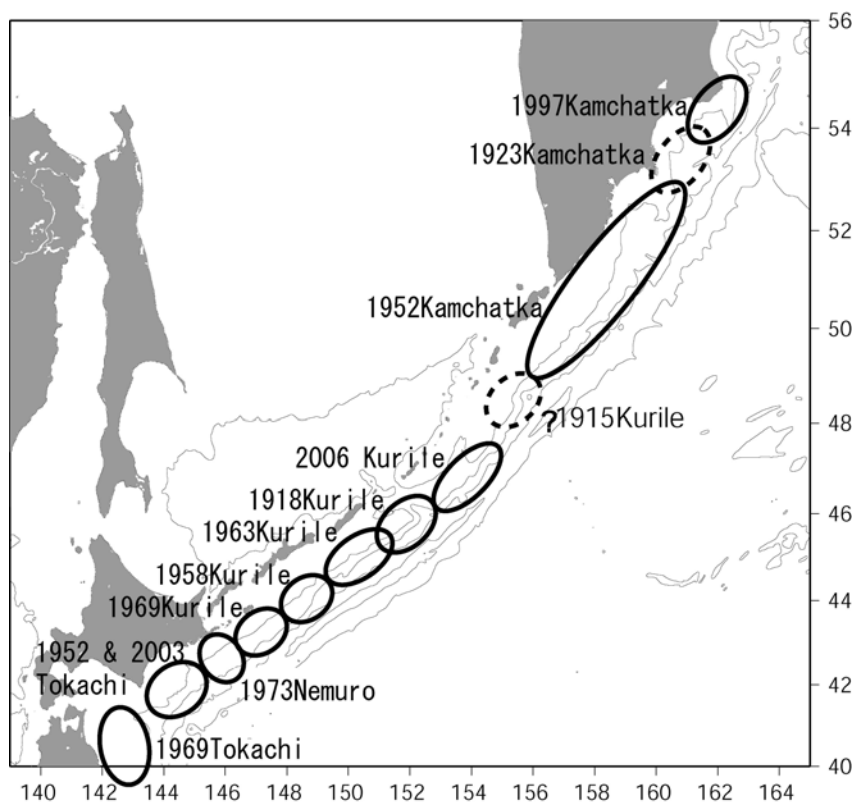 56
1997Kamchatka
54
1923Kamchatka
52
1952Kamchatka
50
?1915Kurile
48
2006 Kurile
1918Kurile
46
1963Kurile
1958Kurile
44
1969Kurile
1952 & 2003
Tokachi
1973Nemuro
42
1969Tokachi
40
140 142 144 146 148 150 152 154 156 158 160 162 164